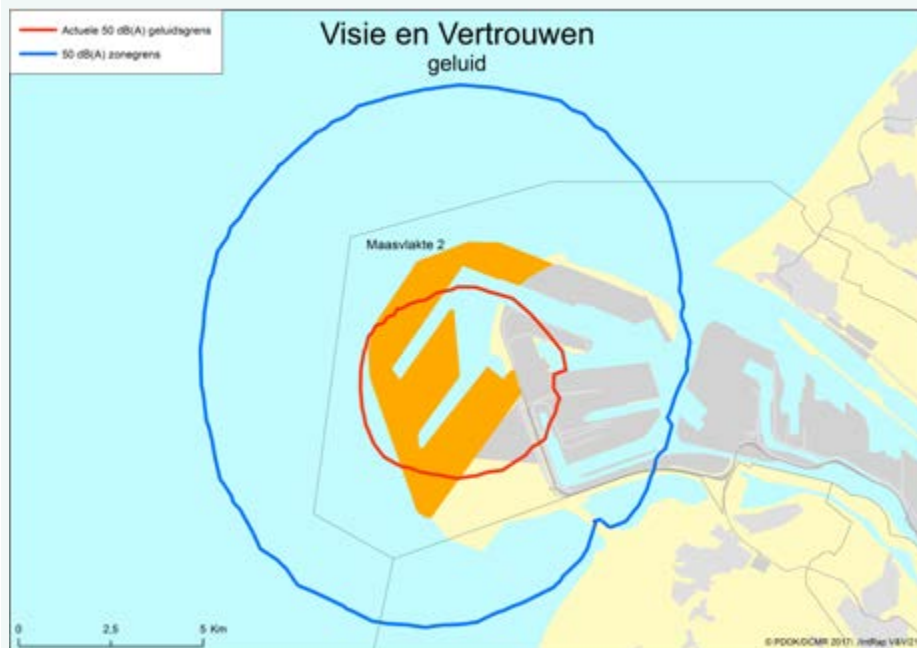 Actuele 50 dB(A) geluidsgrens
50 dB(A) zonegrens
Visie en Vertrouwen
geluid
Maasvlakte 2
0 2,5 5 Km
© PDOK/DCMR 2017|